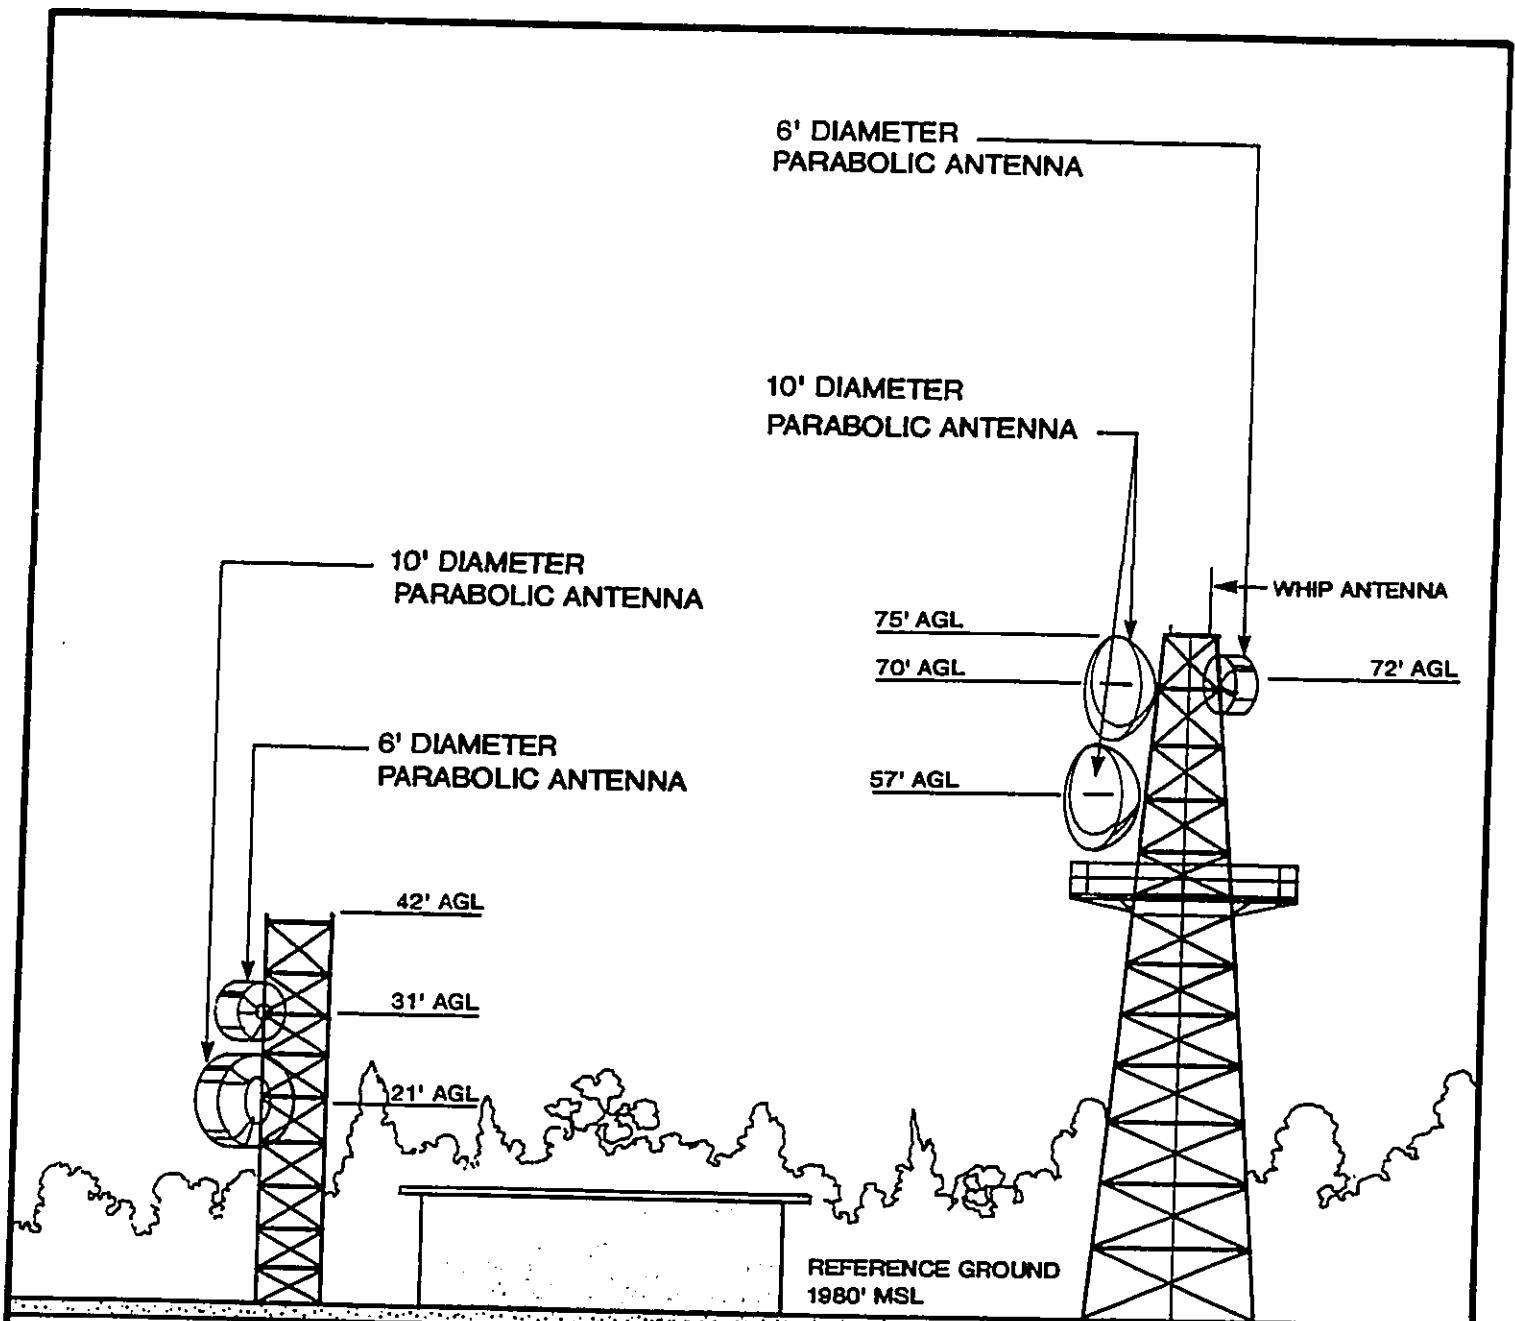 6' DIAMETER
PARABOLIC ANTENNA
10' DIAMETER
PARABOLIC ANTENNA
10' DIAMETER
PARABOLIC ANTENNA
WHIP ANTENNA
75' AGL
70' AGL
72' AGL
6' DIAMETER
PARABOLIC ANTENNA
57' AGL
42' AGL
31' AGL
21' AGL
REFERENCE GROUND
1980' MSL